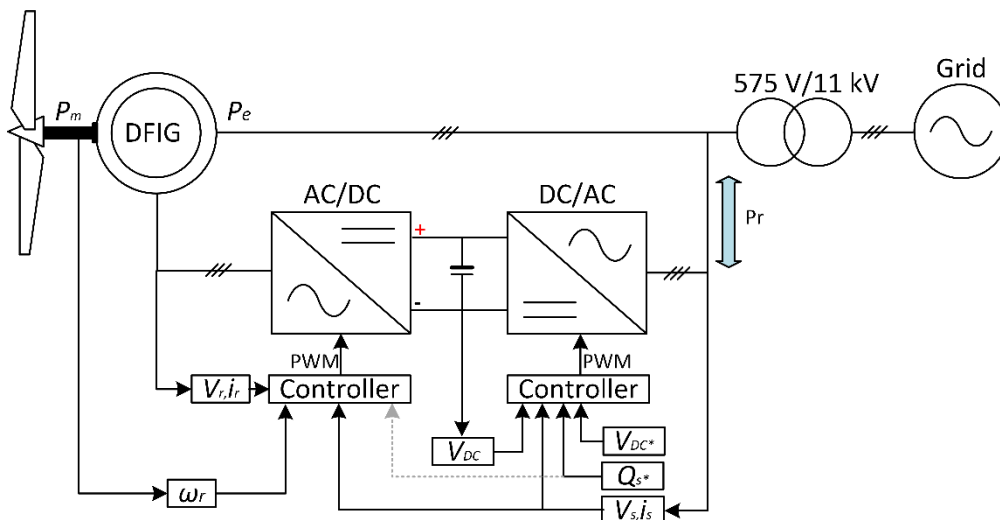 575 V/11 kV
Grid
Pm
DFIG
Pe
AC/DC
DC/AC
Pr
+
-
PWM
PWM
Vr,ir
Controller
Controller
VDC
VDC*
Qs*
ωr
Vs,is